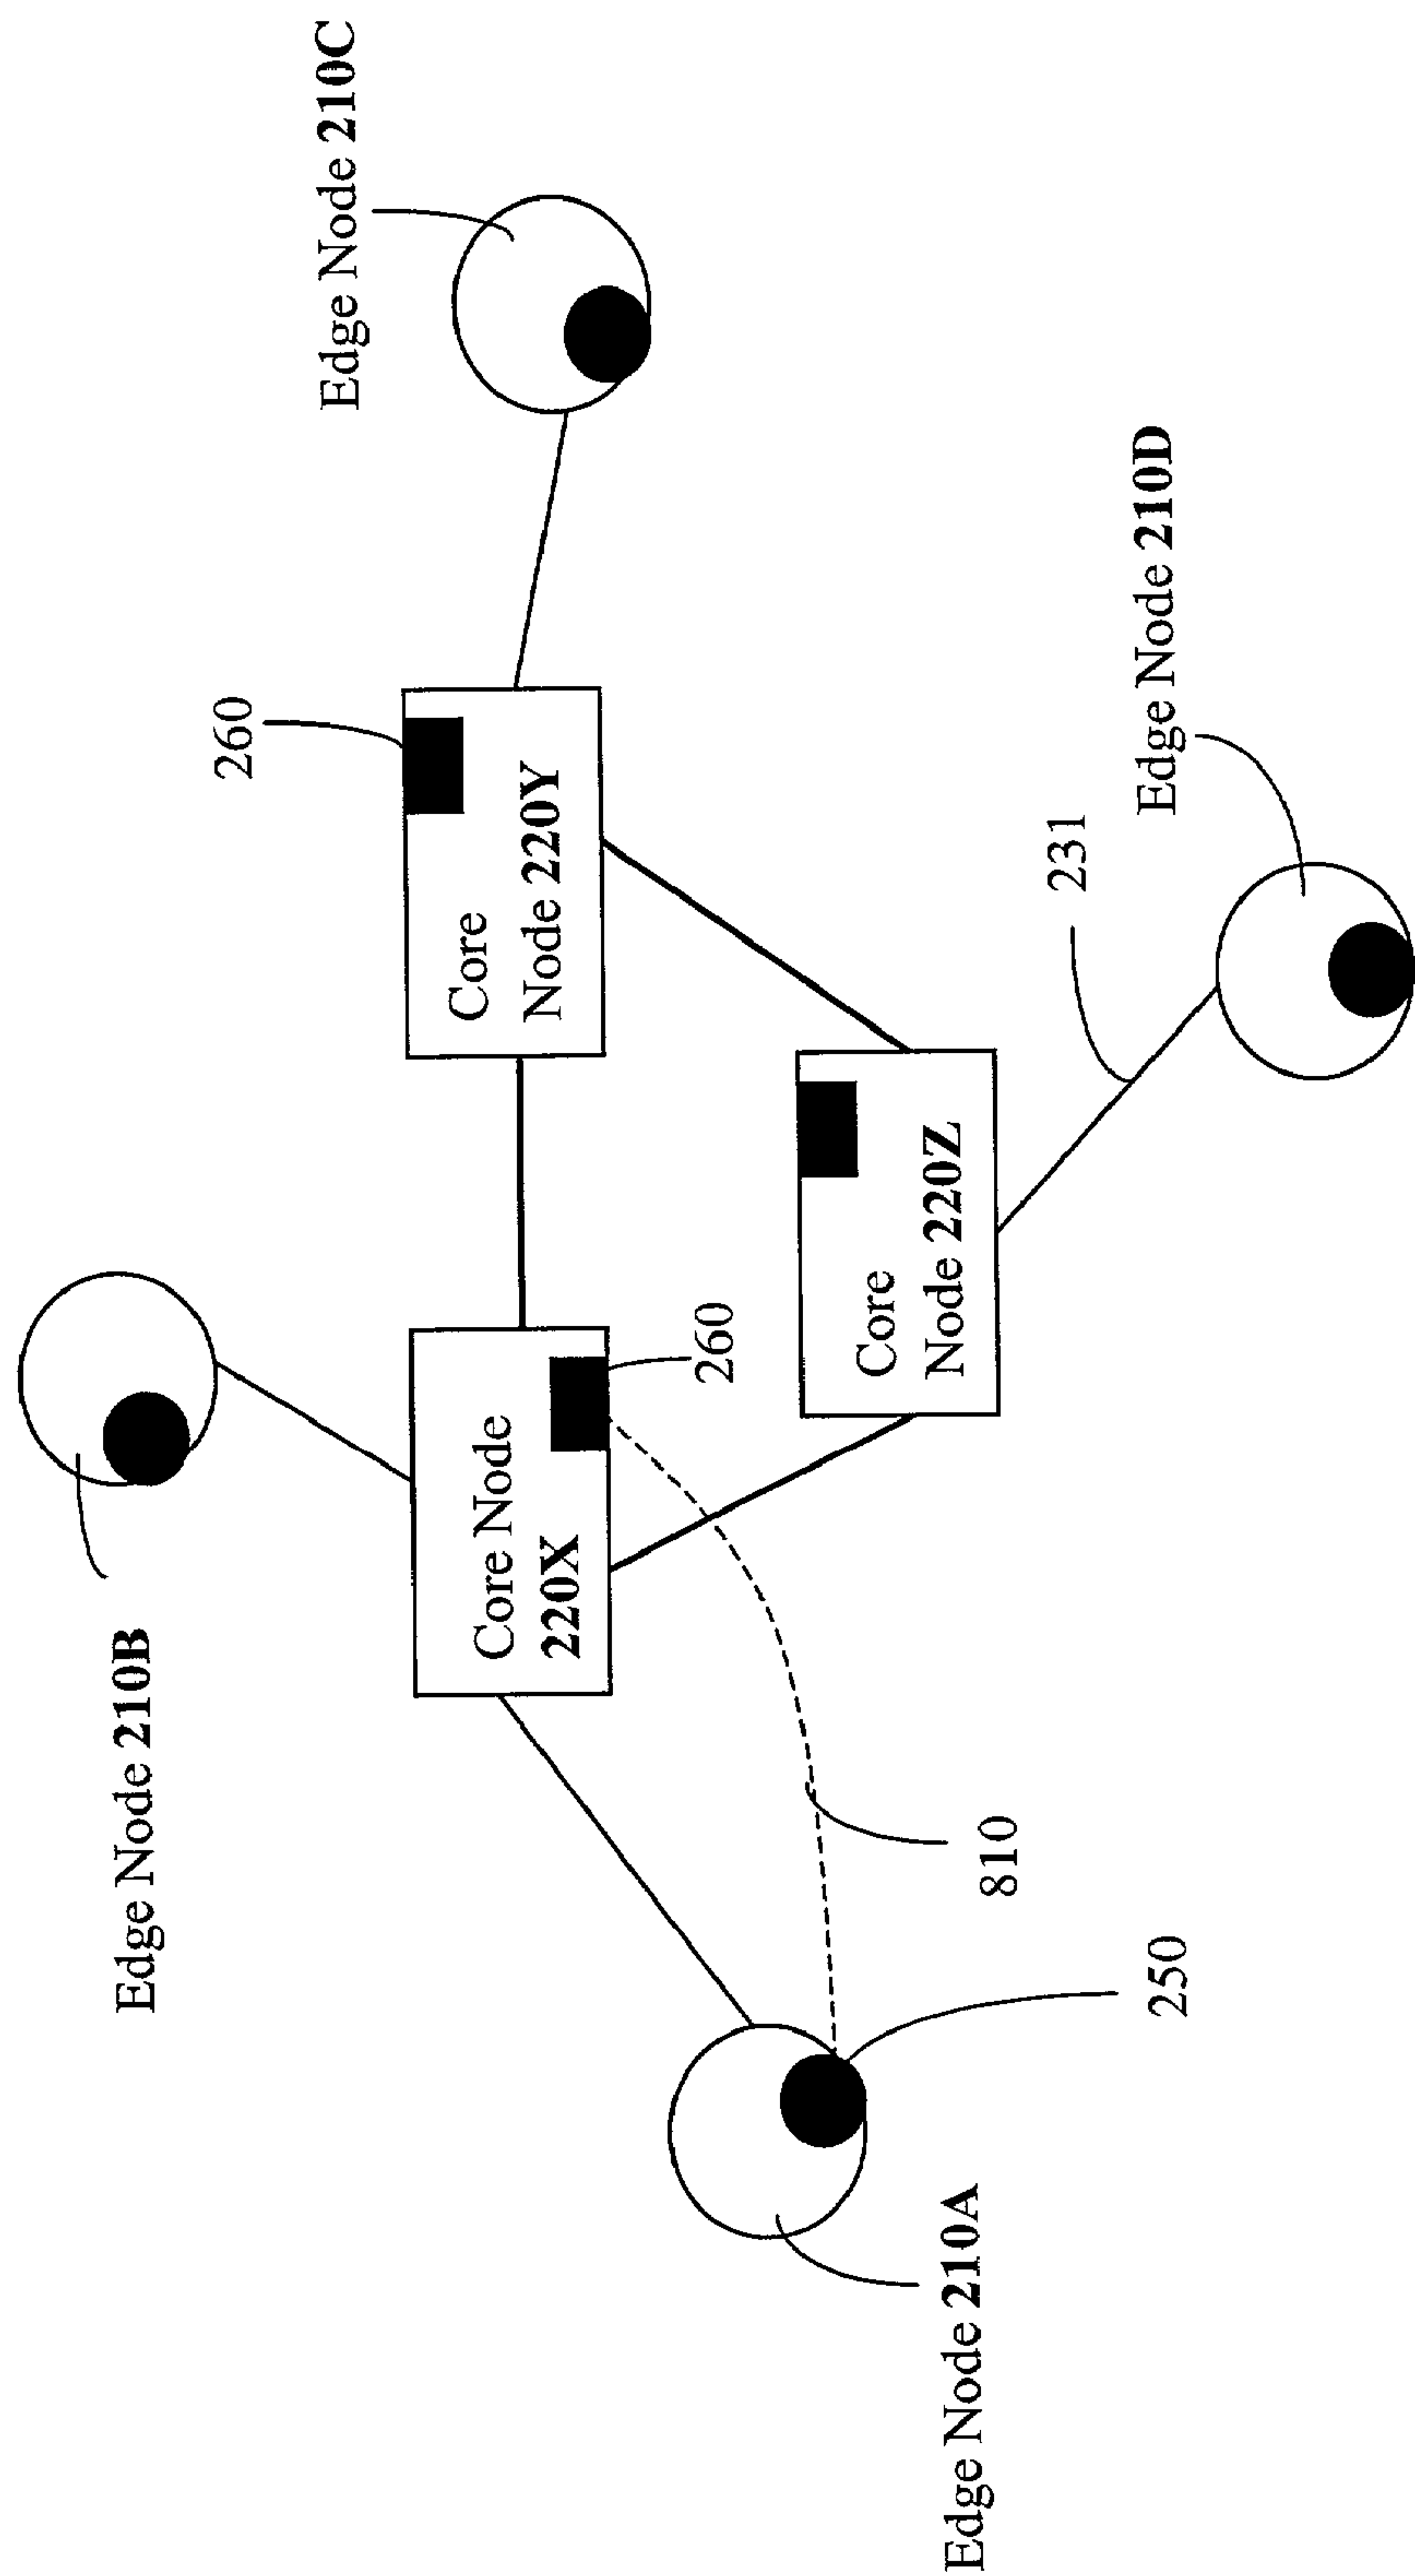 Edge Node 210B
Edge Node 210C
260
Core Node
220X
Core
Node 220Y
260
Edge Node 210A
250
810
Core
Node 220Z
231
Edge Node 210D